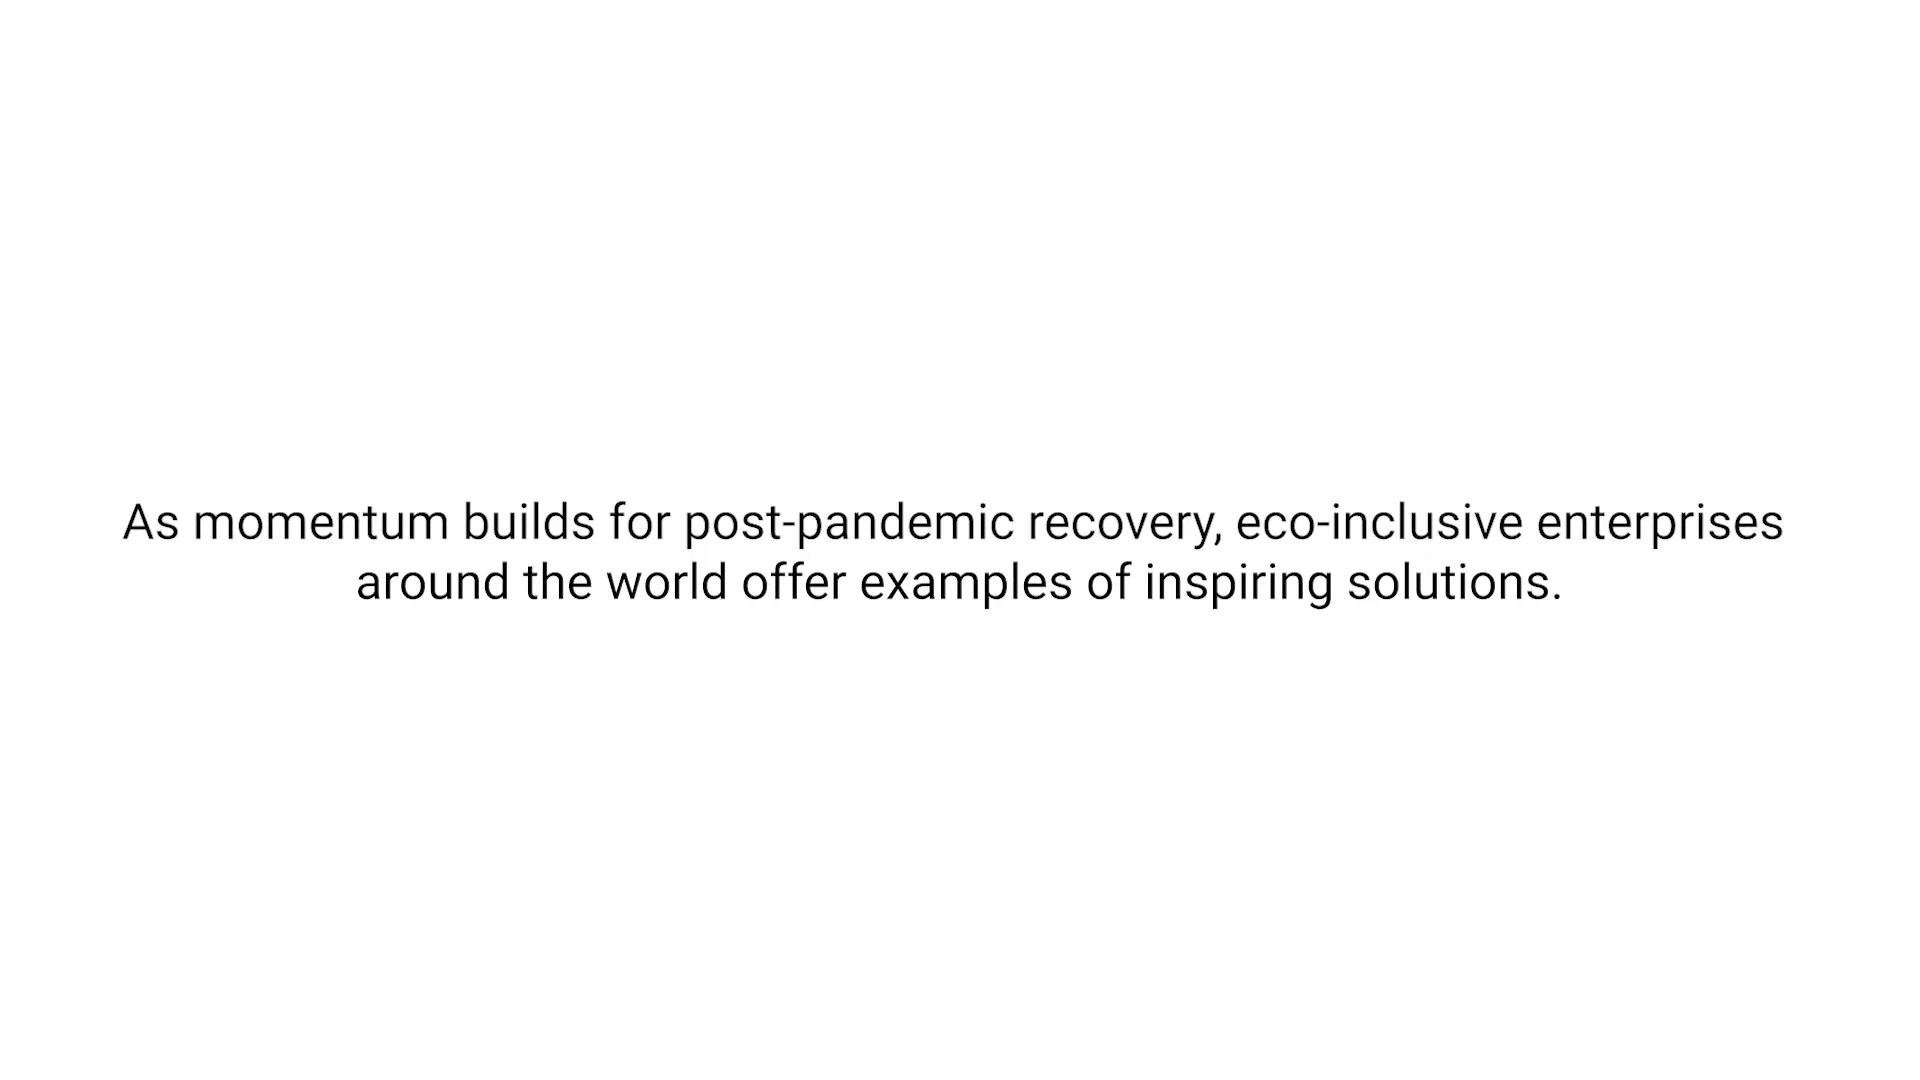 As momentum builds for post-pandemic recovery, eco-inclusive enterprises
around the world offer examples of inspiring solutions.